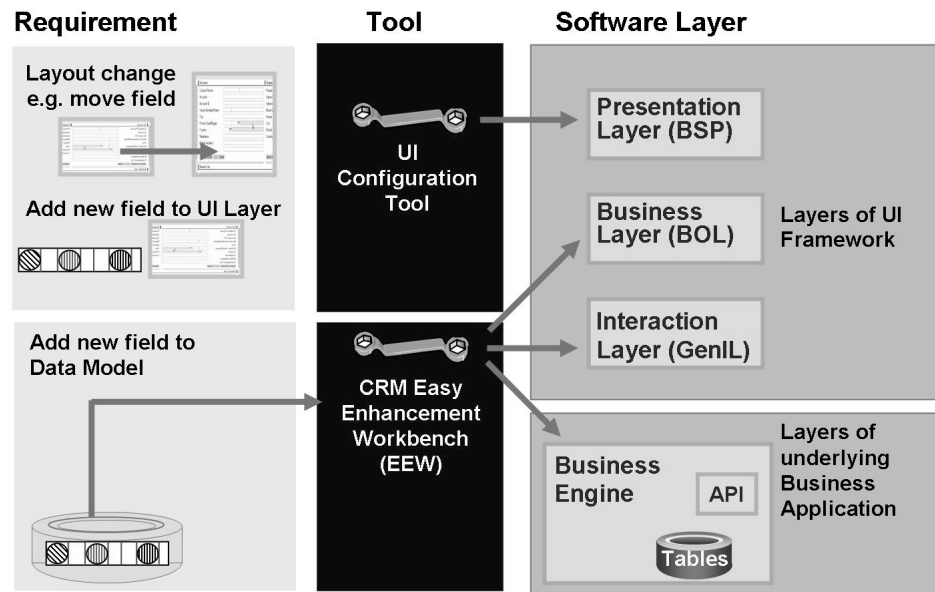 Requirement
Tool
Software Layer
Layout change
e.g. move field
Add new field to UI Layer
UI
Configuration
Tool
Presentation
Layer (BSP)
Business
Layer (BOL)
Layers of UI
Framework
Interaction
Layer (GenIL)
Add new field to
Data Model
CRM Easy
Enhancement
Workbench
(EEW)
Business
Engine
API
Tables
Layers of
underlying
Business
Application